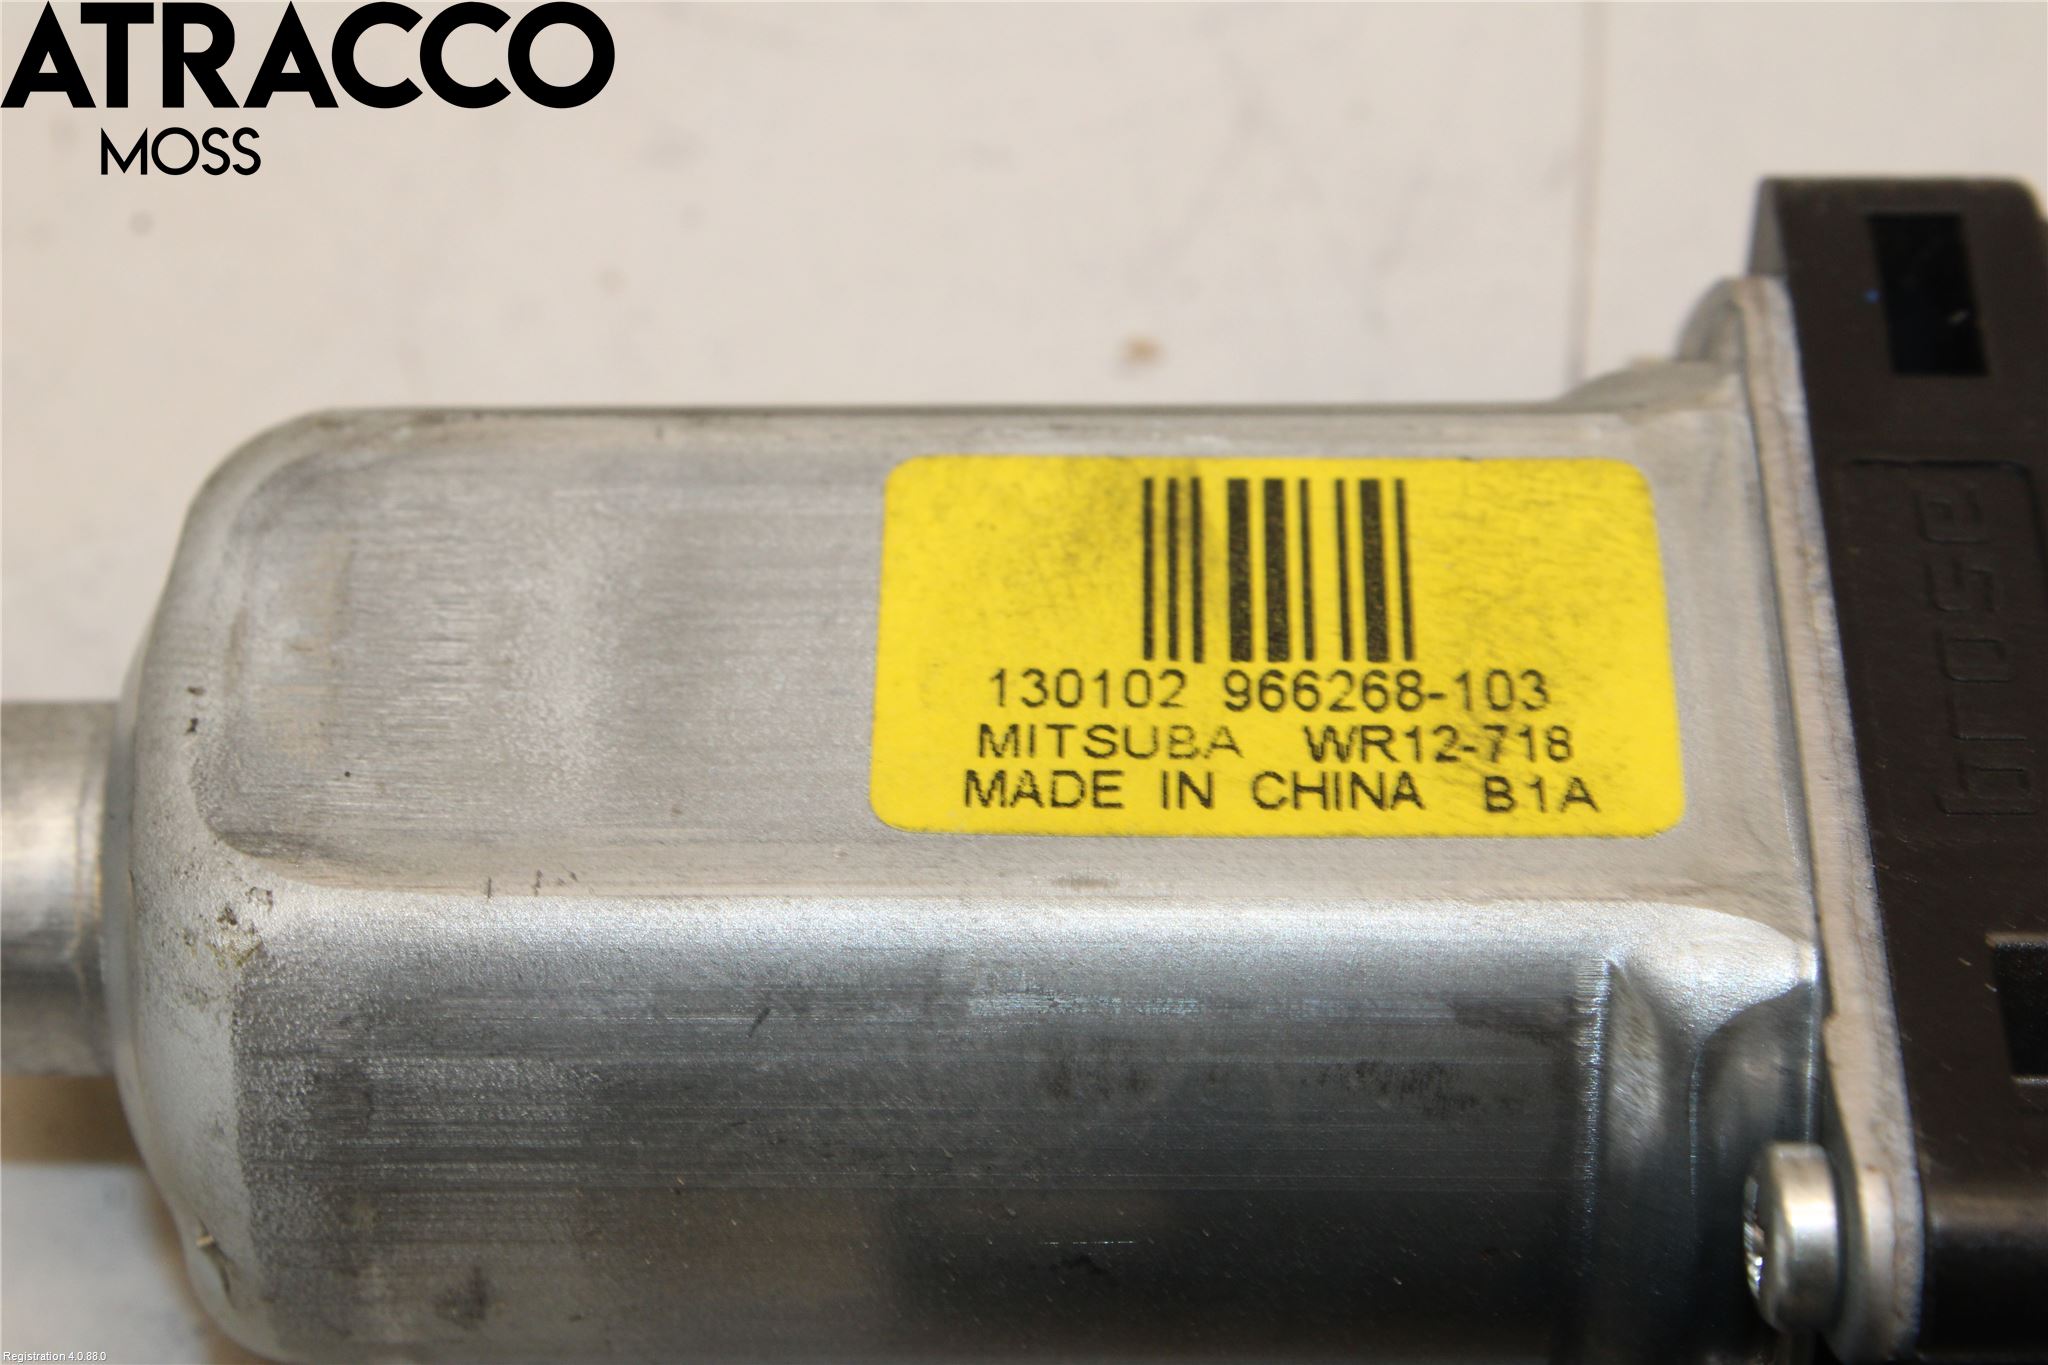 ATRACCO
MOSS
130102 966268-103
MITSUBA WR12-718
MADE IN CHINA B1A
brose
Registration 4.0.88.0